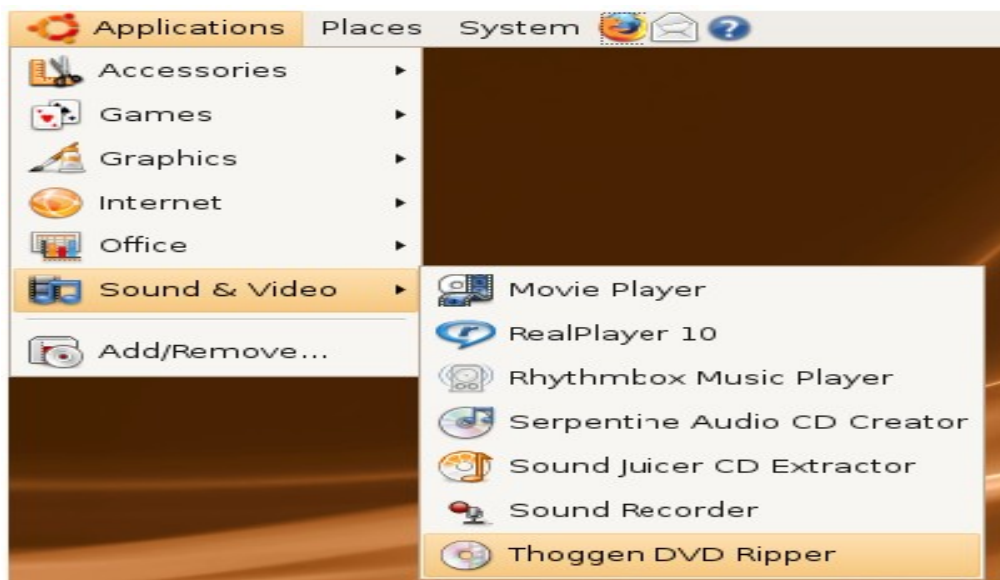 Applications Places System
Accessories
Games
Graphics
Internet
Office
Sound & Video
Add/Remove...
Movie Player
RealPlayer 10
Rhythmbox Music Player
Serpentine Audio CD Creator
Sound Juicer CD Extractor
Sound Recorder
Thoggen DVD Ripper